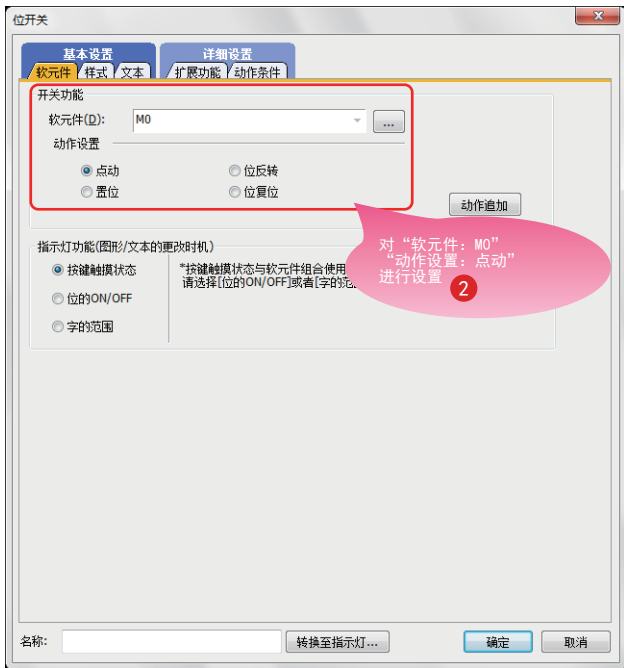 位开关
基本设置
详细设置
软元件 样式 文本 扩展功能 动作条件
开关功能
软元件(D): M0 ...
动作设置
点动 位反转
置位 位复位
动作追加
对“软元件：M0”
“动作设置：点动”
进行设置
2
指示灯功能(图形/文本的更改时机)
按键触摸状态
*按键触摸状态与软元件组合使用
请选择[位的ON/OFF]或者[字的范
位的ON/OFF
字的范围
名称: 转换至指示灯... 确定 取消